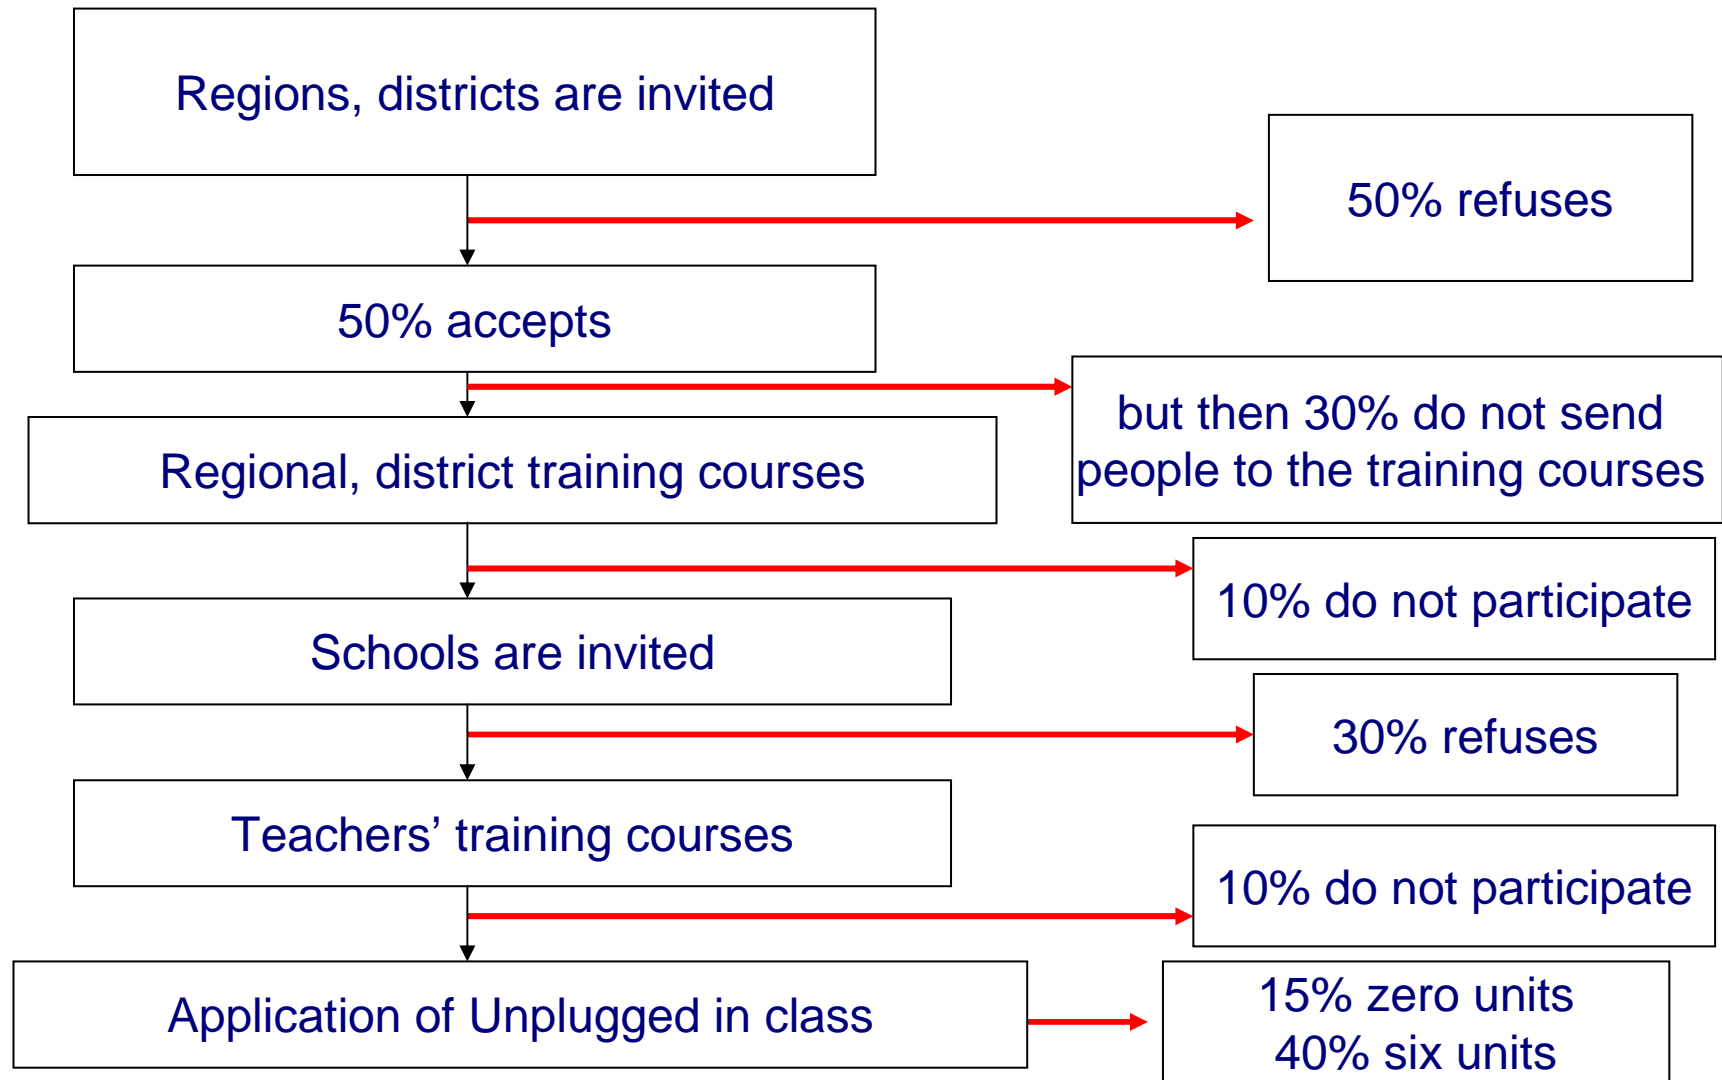 Regions, districts are invited
50% refuses
50% accepts
but then 30% do not send
people to the training courses
Regional, district training courses
10% do not participate
Schools are invited
30% refuses
Teachers’ training courses
10% do not participate
Application of Unplugged in class
15% zero units
40% six units